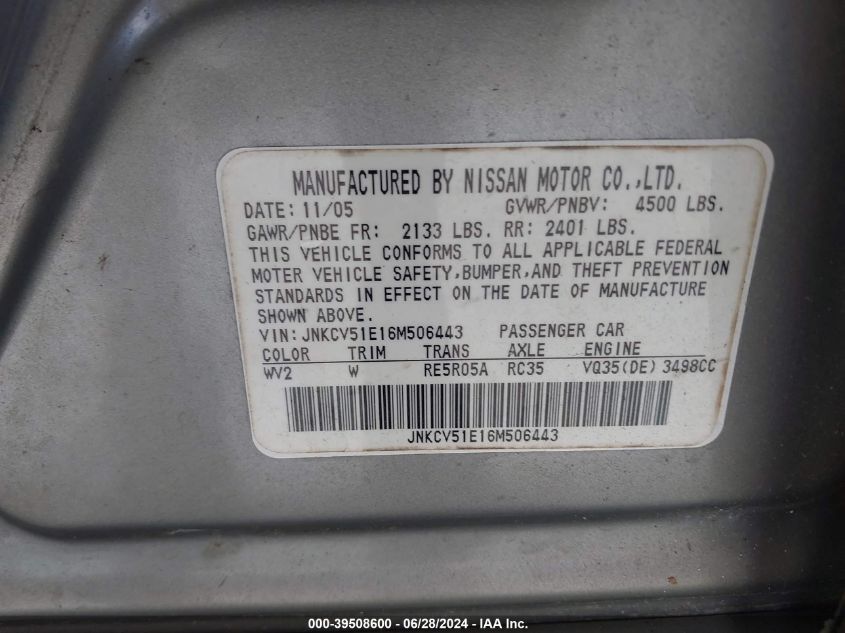 MANUFACTURED BY NISSAN MOTOR CO.,LTD.
DATE: 11/05 GVWR/PNBV: 4500 LBS.
GAWR/PNBE FR: 2133 LBS. RR: 2401 LBS.
THIS VEHICLE CONFORMS TO ALL APPLICABLE FEDERAL
MOTER VEHICLE SAFETY,BUMPER,AND THEFT PREVENTION
STANDARDS IN EFFECT ON THE DATE OF MANUFACTURE
SHOWN ABOVE.
VIN: JNKCV51E16M506443 PASSENGER CAR
COLOR TRIM TRANS AXLE ENGINE
WV2 W RE5R05A RC35 VQ35(DE) 3498CC
JNKCV51E16M506443
000-39508600 - 06/28/2024 - IAA Inc.